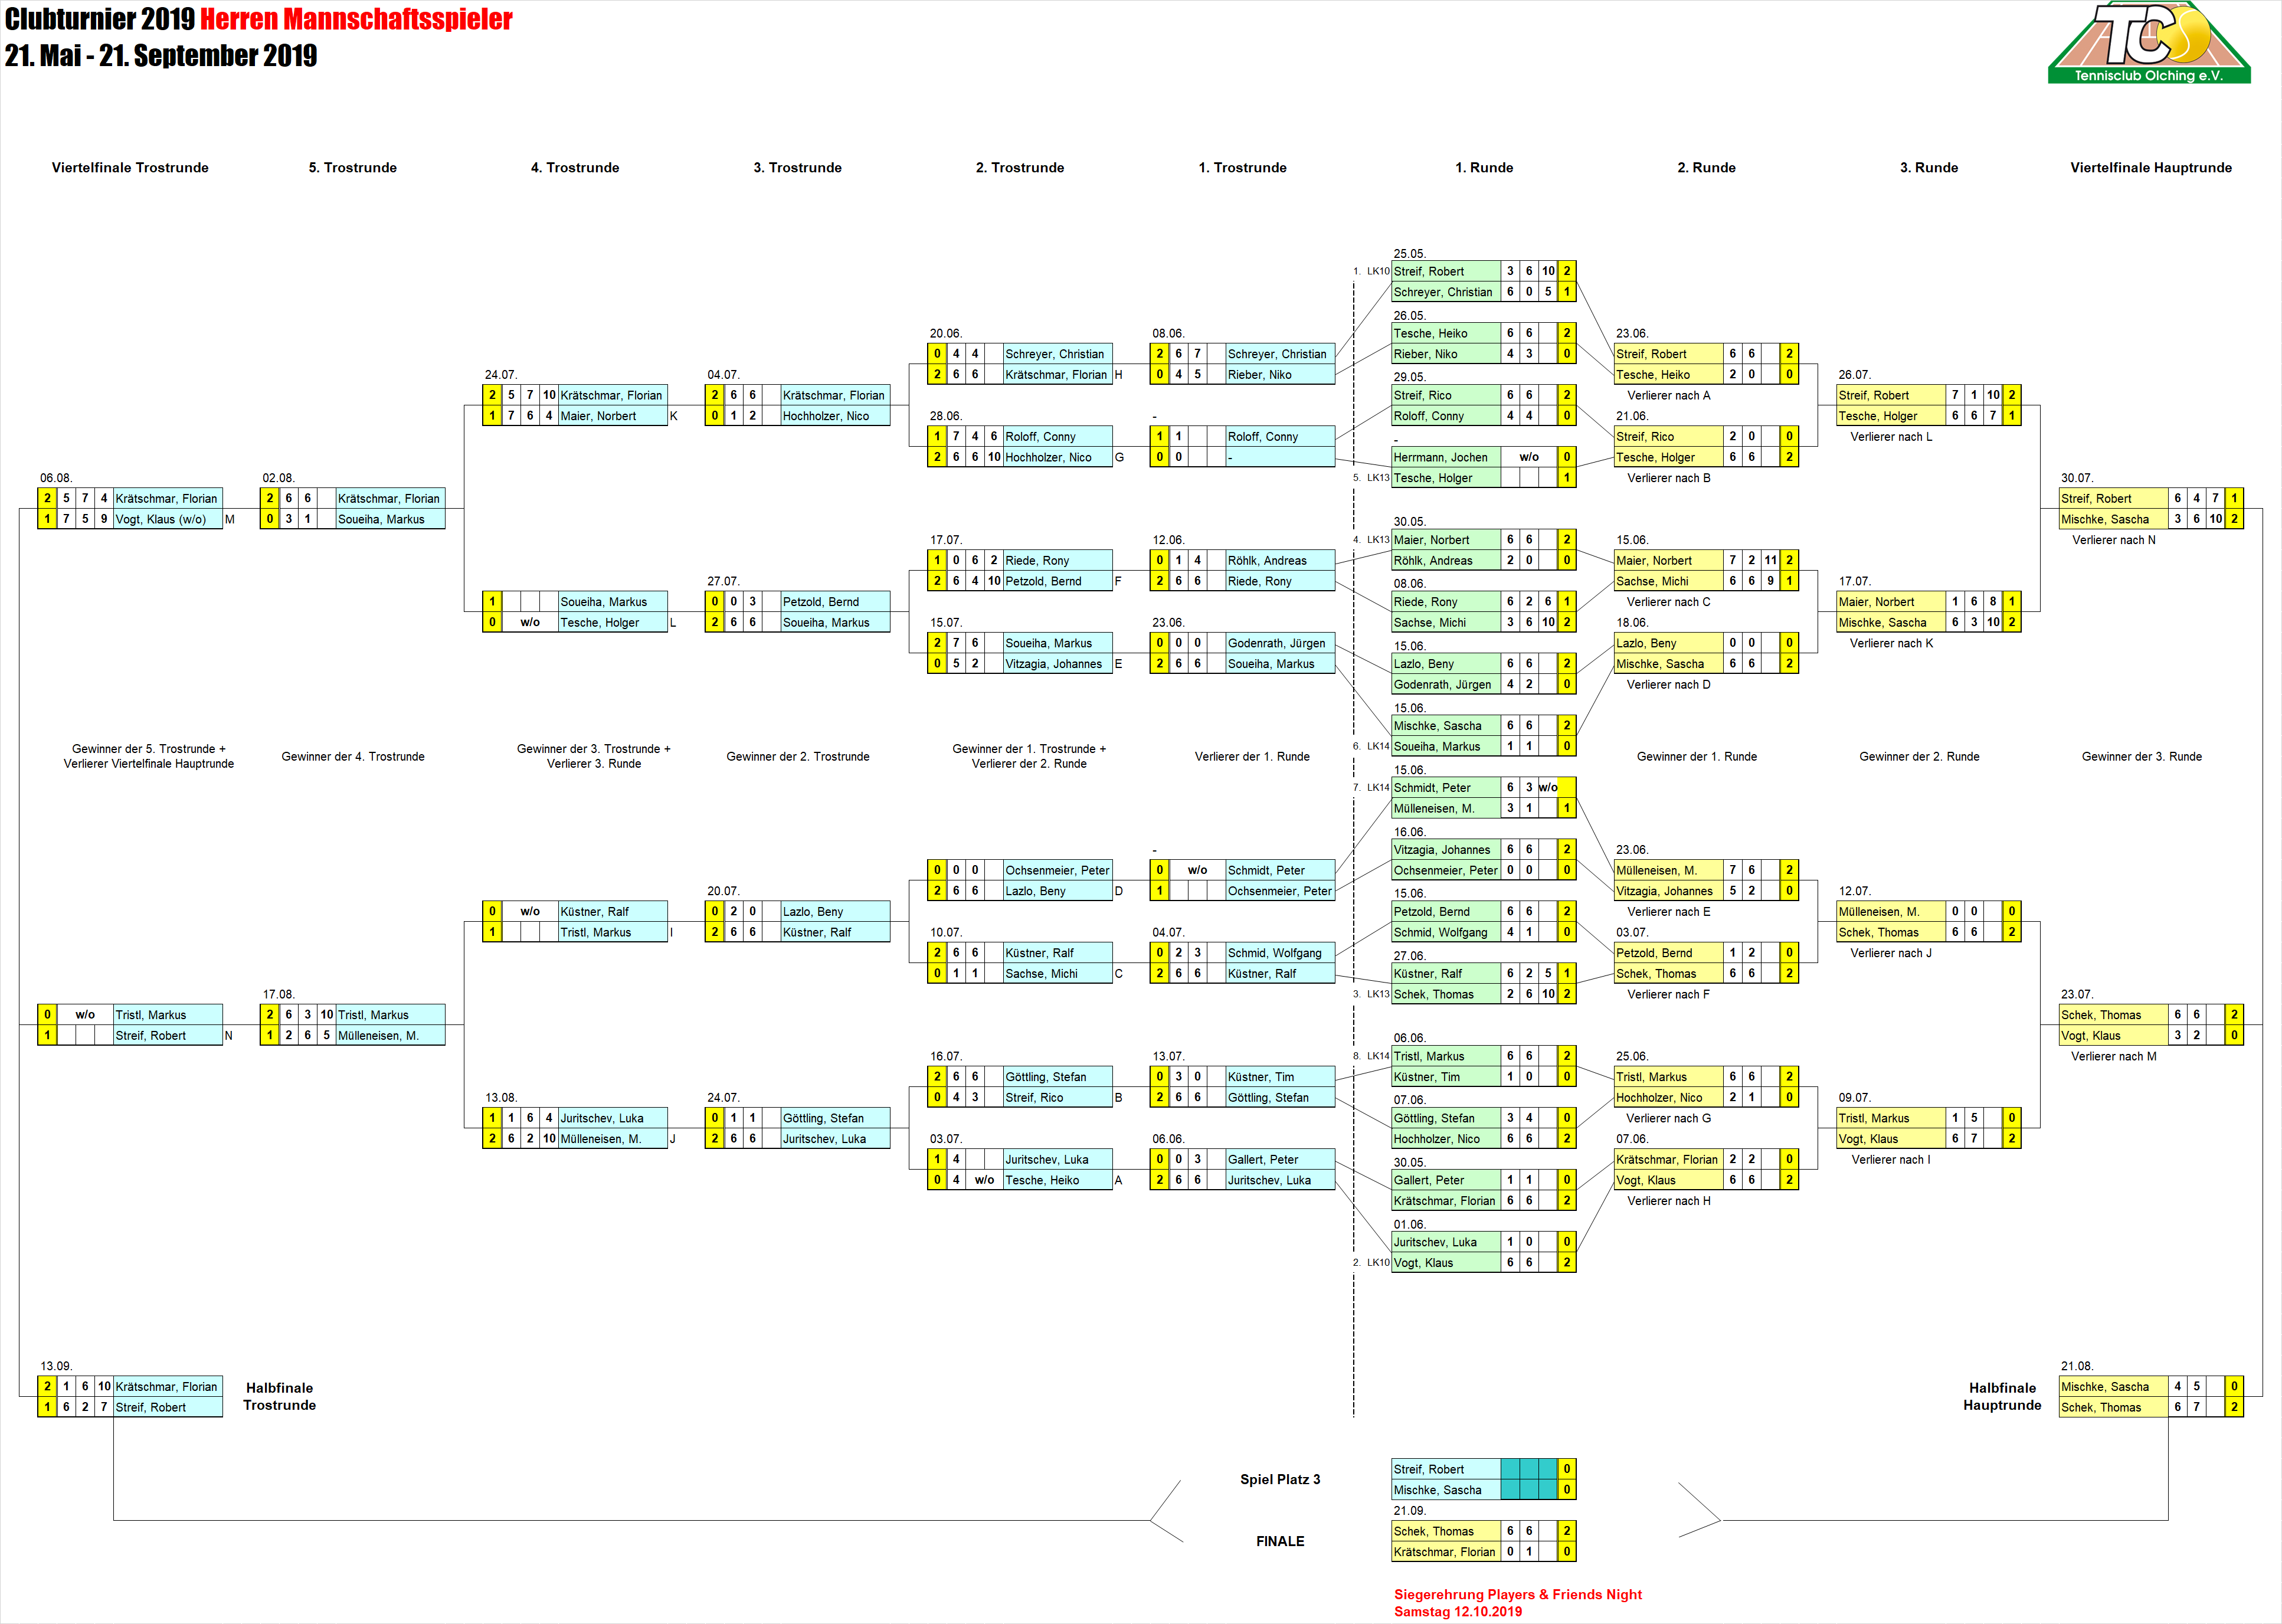 Clubturnier 2019 Herren Mannschaftsspieler
21. Mai - 21. September 2019
TC
Tennisclub Olching e.V.
Viertelfinale Trostrunde
06.08.
2 5 7 4 Krätschmar, Florian
1 7 5 9 Vogt, Klaus (w/o) M
Gewinner der 5. Trostrunde +
Verlierer Viertelfinale Hauptrunde
0 w/o Tristl, Markus
1 Streif, Robert N
13.09.
2 1 6 10 Krätschmar, Florian
1 6 2 7 Streif, Robert
Halbfinale
Trostrunde
5. Trostrunde
02.08.
2 6 6 Krätschmar, Florian
0 3 1 Soueiha, Markus
Gewinner der 4. Trostrunde
17.08.
2 6 3 10 Tristl, Markus
1 2 6 5 Mülleneisen, M.
4. Trostrunde
24.07.
2 5 7 10 Krätschmar, Florian
1 7 6 4 Maier, Norbert K
1 Soueiha, Markus
0 w/o Tesche, Holger L
Gewinner der 3. Trostrunde +
Verlierer 3. Runde
0 w/o Küstner, Ralf
1 Tristl, Markus I
13.08.
1 1 6 4 Juritschev, Luka
2 6 2 10 Mülleneisen, M. J
3. Trostrunde
04.07.
2 6 6 Krätschmar, Florian
0 1 2 Hochholzer, Nico
27.07.
0 0 3 Petzold, Bernd
2 6 6 Soueiha, Markus
Gewinner der 2. Trostrunde
20.07.
0 2 0 Lazlo, Beny
2 6 6 Küstner, Ralf
24.07.
0 1 1 Göttling, Stefan
2 6 6 Juritschev, Luka
2. Trostrunde
20.06.
0 4 4 Schreyer, Christian
2 6 6 Krätschmar, Florian H
28.06.
1 7 4 6 Roloff, Conny
2 6 6 10 Hochholzer, Nico G
17.07.
1 0 6 2 Riede, Rony
2 6 4 10 Petzold, Bernd F
15.07.
2 7 6 Soueiha, Markus
0 5 2 Vitzagia, Johannes E
Gewinner der 1. Trostrunde +
Verlierer der 2. Runde
0 0 0 Ochsenmeier, Peter
2 6 6 Lazlo, Beny D
10.07.
2 6 6 Küstner, Ralf
0 1 1 Sachse, Michi C
16.07.
2 6 6 Göttling, Stefan
0 4 3 Streif, Rico B
03.07.
1 4 Juritschev, Luka
0 4 w/o Tesche, Heiko A
1. Trostrunde
08.06.
2 6 7 Schreyer, Christian
0 4 5 Rieber, Niko
-
1 1 Roloff, Conny
0 0 -
12.06.
0 1 4 Röhlk, Andreas
2 6 6 Riede, Rony
23.06.
0 0 0 Godenrath, Jürgen
2 6 6 Soueiha, Markus
Verlierer der 1. Runde
-
0 w/o Schmidt, Peter
1 Ochsenmeier, Peter
04.07.
0 2 3 Schmid, Wolfgang
2 6 6 Küstner, Ralf
13.07.
0 3 0 Küstner, Tim
2 6 6 Göttling, Stefan
06.06.
0 0 3 Gallert, Peter
2 6 6 Juritschev, Luka
1. Runde
25.05.
1. LK10 Streif, Robert 3 6 10 2
Schreyer, Christian 6 0 5 1
26.05.
Tesche, Heiko 6 6 2
Rieber, Niko 4 3 0
29.05.
Streif, Rico 6 6 2
Roloff, Conny 4 4 0
-
Herrmann, Jochen w/o 0
5. LK13 Tesche, Holger 1
30.05.
4. LK13 Maier, Norbert 6 6 2
Röhlk, Andreas 2 0 0
08.06.
Riede, Rony 6 2 6 1
Sachse, Michi 3 6 10 2
15.06.
Lazlo, Beny 6 6 2
Godenrath, Jürgen 4 2 0
15.06.
Mischke, Sascha 6 6 2
6. LK14 Soueiha, Markus 1 1 0
15.06.
7. LK14 Schmidt, Peter 6 3 w/o
Mülleneisen, M. 3 1 1
16.06.
Vitzagia, Johannes 6 6 2
Ochsenmeier, Peter 0 0 0
15.06.
Petzold, Bernd 6 6 2
Schmid, Wolfgang 4 1 0
27.06.
Küstner, Ralf 6 2 5 1
3. LK13 Schek, Thomas 2 6 10 2
06.06.
8. LK14 Tristl, Markus 6 6 2
Küstner, Tim 1 0 0
07.06.
Göttling, Stefan 3 4 0
Hochholzer, Nico 6 6 2
30.05.
Gallert, Peter 1 1 0
Krätschmar, Florian 6 6 2
01.06.
Juritschev, Luka 1 0 0
2. LK10 Vogt, Klaus 6 6 2
2. Runde
23.06.
Streif, Robert 6 6 2
Tesche, Heiko 2 0 0
Verlierer nach A
21.06.
Streif, Rico 2 0 0
Tesche, Holger 6 6 2
Verlierer nach B
15.06.
Maier, Norbert 7 2 11 2
Sachse, Michi 6 6 9 1
Verlierer nach C
18.06.
Lazlo, Beny 0 0 0
Mischke, Sascha 6 6 2
Verlierer nach D
Gewinner der 1. Runde
23.06.
Mülleneisen, M. 7 6 2
Vitzagia, Johannes 5 2 0
Verlierer nach E
03.07.
Petzold, Bernd 1 2 0
Schek, Thomas 6 6 2
Verlierer nach F
25.06.
Tristl, Markus 6 6 2
Hochholzer, Nico 2 1 0
Verlierer nach G
07.06.
Krätschmar, Florian 2 2 0
Vogt, Klaus 6 6 2
Verlierer nach H
3. Runde
26.07.
Streif, Robert 7 1 10 2
Tesche, Holger 6 6 7 1
Verlierer nach L
17.07.
Maier, Norbert 1 6 8 1
Mischke, Sascha 6 3 10 2
Verlierer nach K
Gewinner der 2. Runde
12.07.
Mülleneisen, M. 0 0 0
Schek, Thomas 6 6 2
Verlierer nach J
09.07.
Tristl, Markus 1 5 0
Vogt, Klaus 6 7 2
Verlierer nach I
Viertelfinale Hauptrunde
30.07.
Streif, Robert 6 4 7 1
Mischke, Sascha 3 6 10 2
Verlierer nach N
Gewinner der 3. Runde
23.07.
Schek, Thomas 6 6 2
Vogt, Klaus 3 2 0
Verlierer nach M
21.08.
Halbfinale
Hauptrunde
Mischke, Sascha 4 5 0
Schek, Thomas 6 7 2
Spiel Platz 3
Streif, Robert 0
Mischke, Sascha 0
21.09.
FINALE
Schek, Thomas 6 6 2
Krätschmar, Florian 0 1 0
Siegerehrung Players & Friends Night
Samstag 12.10.2019